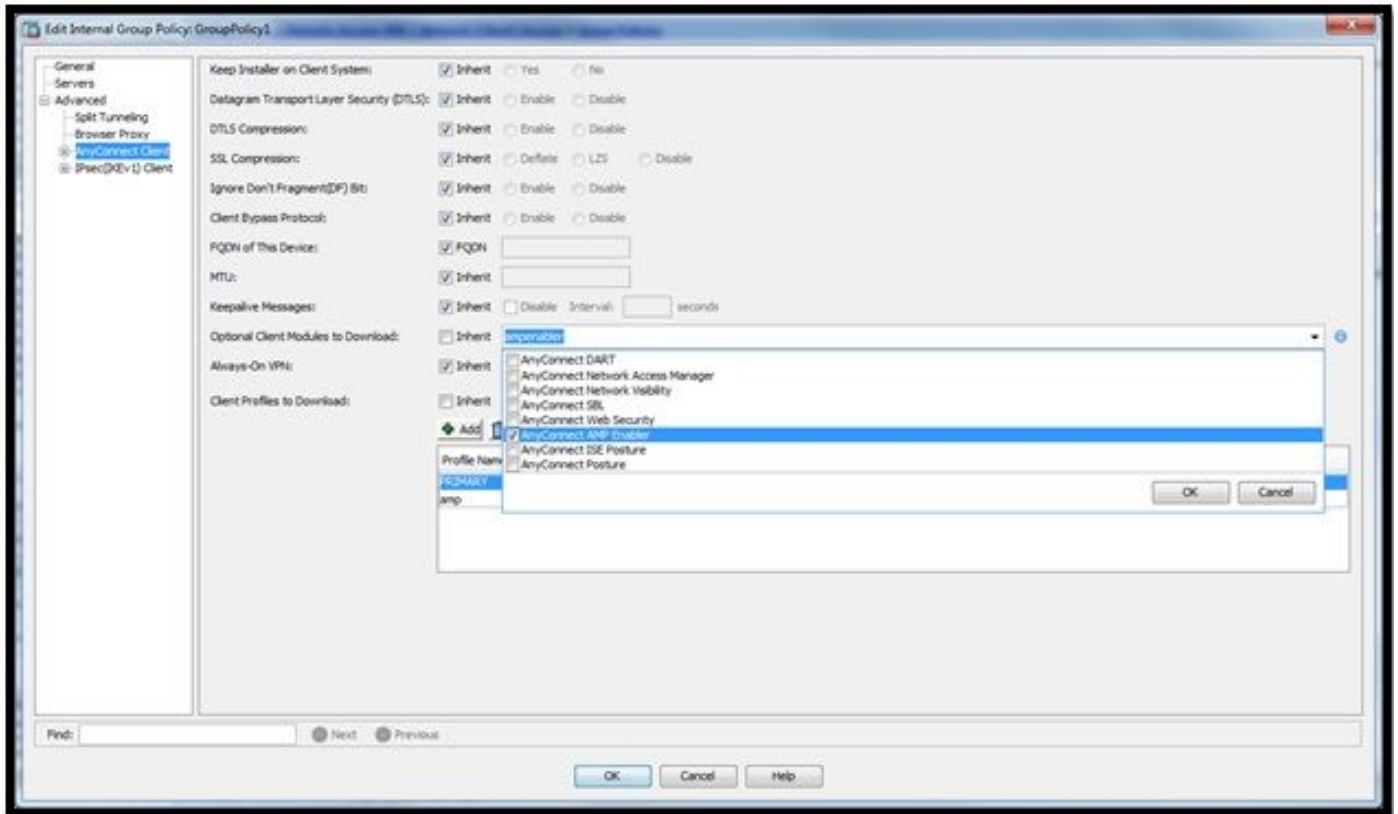 Edit Internal Group Policy: GroupPolicy1
General
Servers
Advanced
Split Tunneling
Browser Proxy
AnyConnect Client
IPsec(IKEv1) Client
Keep Installer on Client System: Inherit Yes No
Datagram Transport Layer Security (DTLS): Inherit Enable Disable
DTLS Compression: Inherit Enable Disable
SSL Compression: Inherit Deflate LZS Disable
Ignore Don't Fragment(DF) Bit: Inherit Enable Disable
Client Bypass Protocol: Inherit Enable Disable
FQDN of This Device: FQDN
MTU: Inherit
Keepalive Messages: Inherit Disable Interval: seconds
Optional Client Modules to Download: Inherit ampenabler
Always-On VPN: Inherit
Client Profiles to Download: Inherit
AnyConnect DART
AnyConnect Network Access Manager
AnyConnect Network Visibility
AnyConnect SBL
AnyConnect Web Security
AnyConnect AMP Enabler
AnyConnect ISE Posture
AnyConnect Posture
OK Cancel
Add
Profile Name
PRIMARY
amp
Find: Next Previous
OK Cancel Help